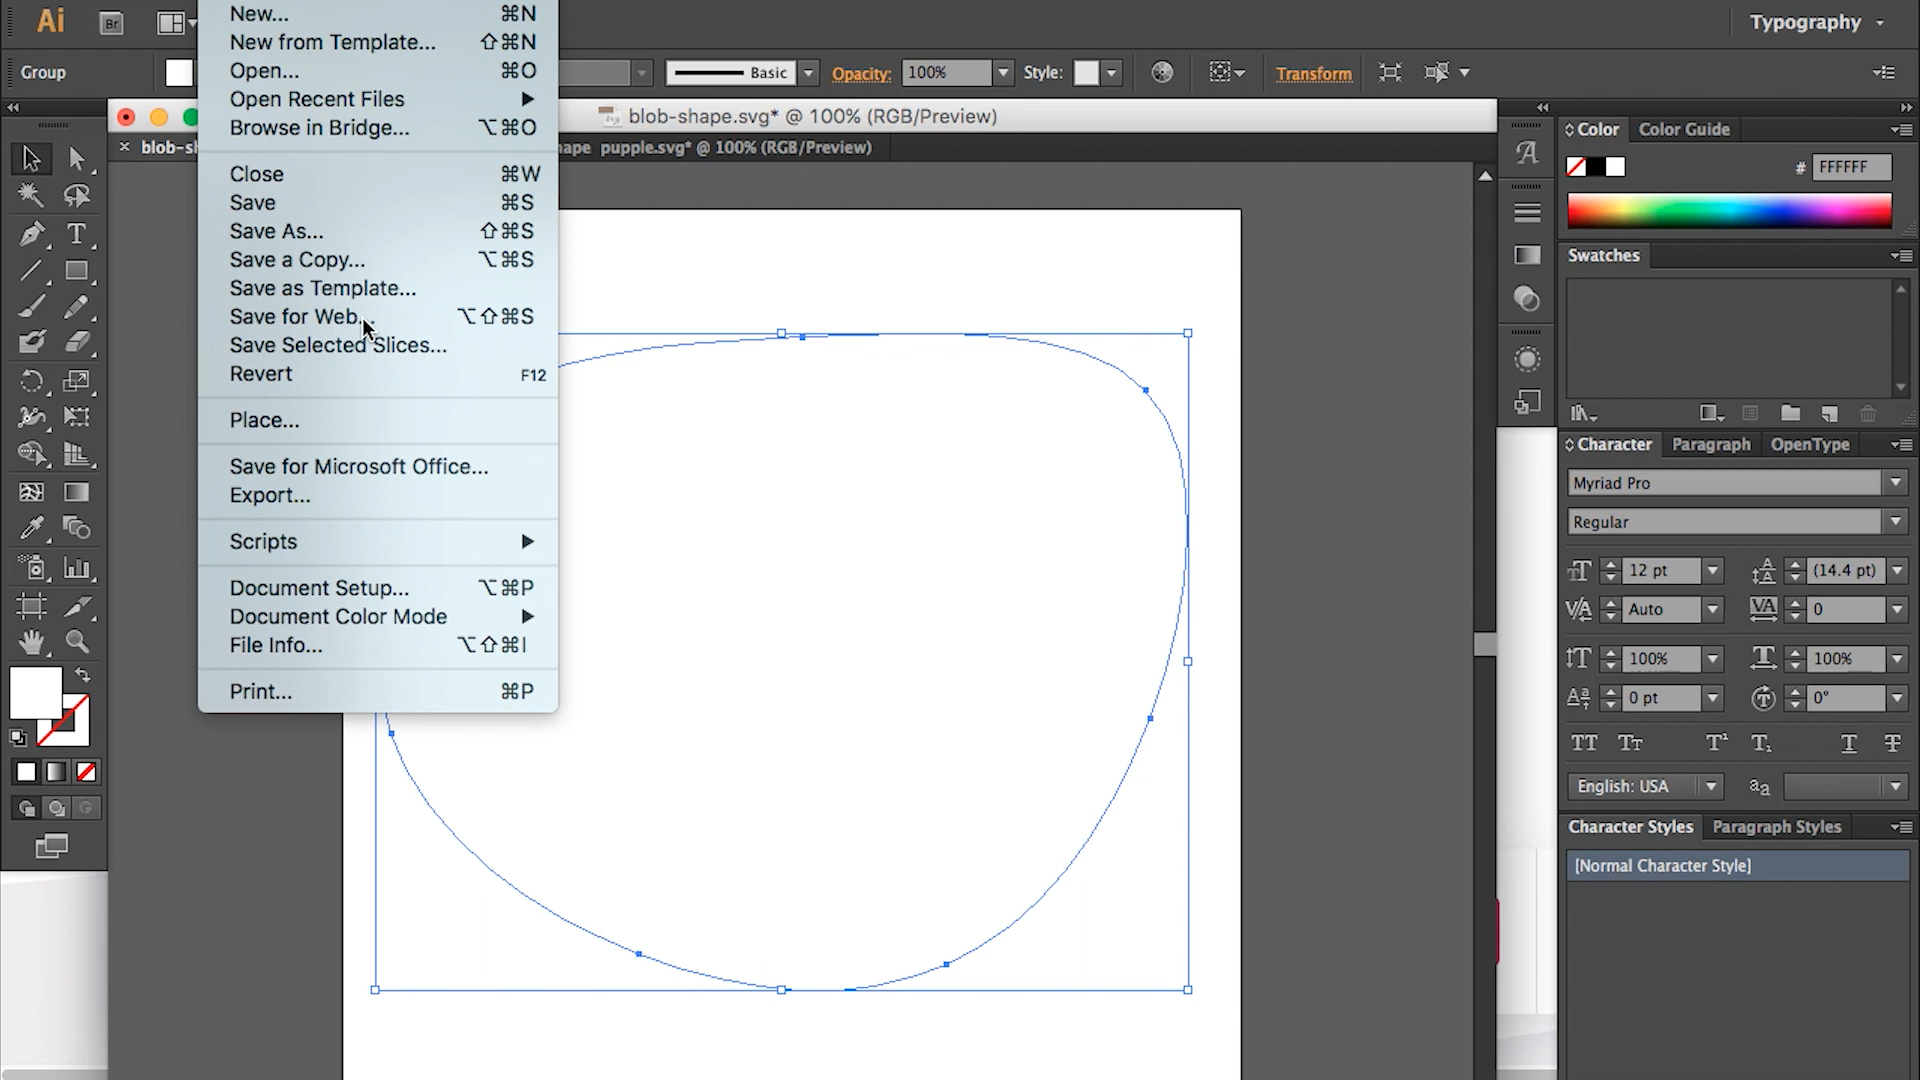 Ai
Br
Typography
Group
Basic
Opacity:
100%
Style:
Transform
New... ⌘N
New from Template... ⇧⌘N
Open... ⌘O
Open Recent Files
Browse in Bridge... ⌥⌘O
Close ⌘W
Save ⌘S
Save As... ⇧⌘S
Save a Copy... ⌥⌘S
Save as Template...
Save for Web... ⌥⇧⌘S
Save Selected Slices...
Revert F12
Place...
Save for Microsoft Office...
Export...
Scripts
Document Setup... ⌥⌘P
Document Color Mode
File Info... ⌥⇧⌘I
Print... ⌘P
blob-shape.svg* @ 100% (RGB/Preview)
pupple.svg* @ 100% (RGB/Preview)
Color
Color Guide
# FFFFFF
Swatches
Character
Paragraph
OpenType
Myriad Pro
Regular
12 pt
(14.4 pt)
Auto
0
100%
100%
0 pt
0°
English: USA
Character Styles
Paragraph Styles
[Normal Character Style]